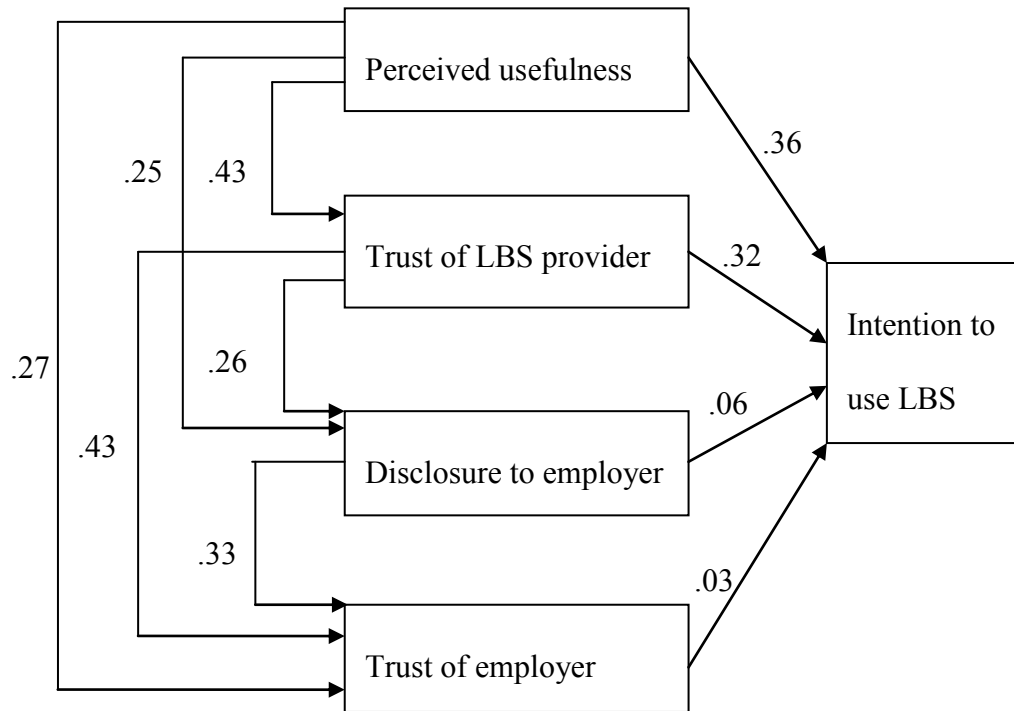 Perceived usefulness
.36
.25
.43
Trust of LBS provider
.32
Intention to
use LBS
.27
.26
.43
.06
Disclosure to employer
.33
.03
Trust of employer